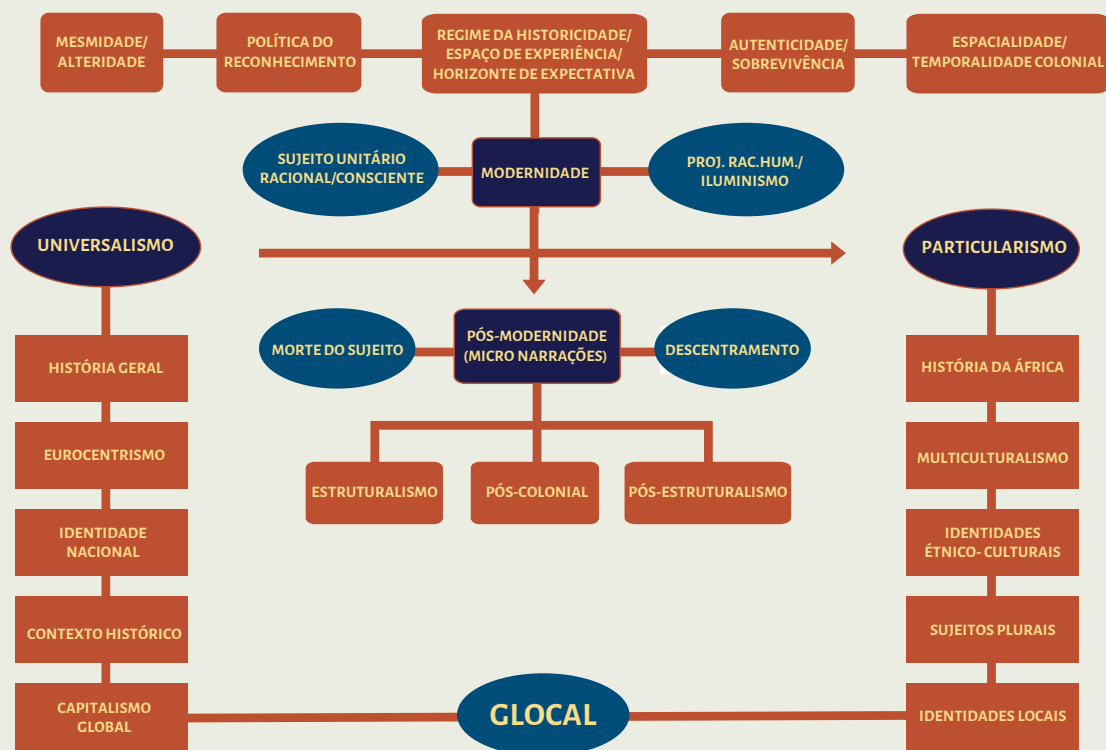 MESMIDADE/
ALTERIDADE
POLÍTICA DO
RECONHECIMENTO
REGIME DA HISTORICIDADE/
ESPAÇO DE EXPERIÊNCIA/
HORIZONTE DE EXPECTATIVA
AUTENTICIDADE/
SOBREVIVÊNCIA
ESPACIALIDADE/
TEMPORALIDADE COLONIAL
SUJEITO UNITÁRIO
RACIONAL/CONSCIENTE
MODERNIDADE
PROJ. RAC.HUM./
ILUMINISMO
UNIVERSALISMO
PARTICULARISMO
MORTE DO SUJEITO
PÓS-MODERNIDADE
(MICRO NARRAÇÕES)
DESCENTRAMENTO
HISTÓRIA GERAL
HISTÓRIA DA ÁFRICA
EUROCENTRISMO
MULTICULTURALISMO
ESTRUTURALISMO
PÓS-COLONIAL
PÓS-ESTRUTURALISMO
IDENTIDADE
NACIONAL
IDENTIDADES
ÉTNICO- CULTURAIS
CONTEXTO HISTÓRICO
SUJEITOS PLURAIS
CAPITALISMO
GLOBAL
GLOCAL
IDENTIDADES LOCAIS